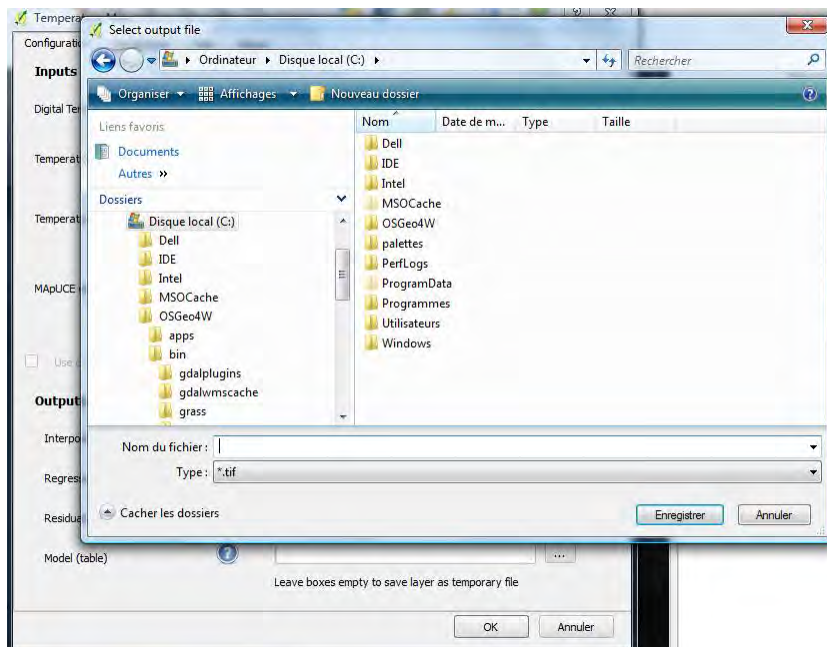 Tempera
Select output file
Configuratio
Ordinateur Disque local (C:)
Rechercher
Inputs
Organiser Affichages Nouveau dossier
Digital Ter
Liens favoris
Documents
Autres »
Dossiers
Nom Date de m... Type Taille
Temperat
Disque local (C:)
Dell
IDE
Intel
MSOCache
OSGeo4W
apps
bin
gdalplugins
gdalwmscache
grass
Dell
IDE
Intel
MSOCache
OSGeo4W
palettes
PerfLogs
ProgramData
Programmes
Utilisateurs
Windows
Temperat
MApUCE
Output
Nom du fichier :
Interpo
Type : *.tif
Regres
Cacher les dossiers
Enregistrer Annuler
Residua
Model (table) ...
Leave boxes empty to save layer as temporary file
OK Annuler